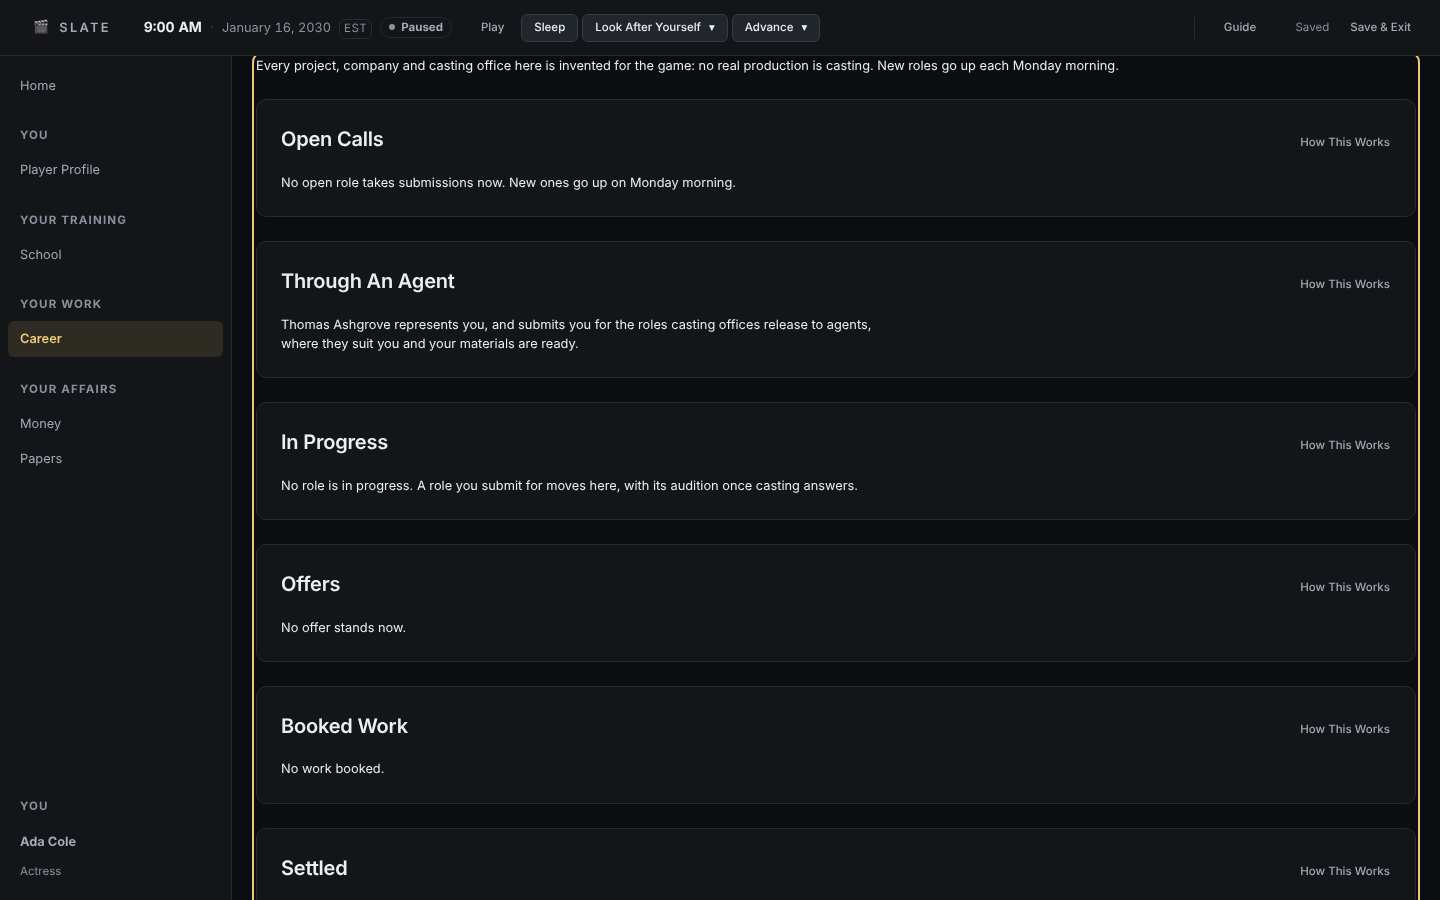 SLATE
9:00 AM · January 16, 2030 EST Paused
Play
Sleep
Look After Yourself
Advance
Guide
Saved
Save & Exit
Home
YOU
Player Profile
YOUR TRAINING
School
YOUR WORK
Career
YOUR AFFAIRS
Money
Papers
YOU
Ada Cole
Actress
Every project, company and casting office here is invented for the game: no real production is casting. New roles go up each Monday morning.
Open Calls
How This Works
No open role takes submissions now. New ones go up on Monday morning.
Through An Agent
How This Works
Thomas Ashgrove represents you, and submits you for the roles casting offices release to agents,
where they suit you and your materials are ready.
In Progress
How This Works
No role is in progress. A role you submit for moves here, with its audition once casting answers.
Offers
How This Works
No offer stands now.
Booked Work
How This Works
No work booked.
Settled
How This Works